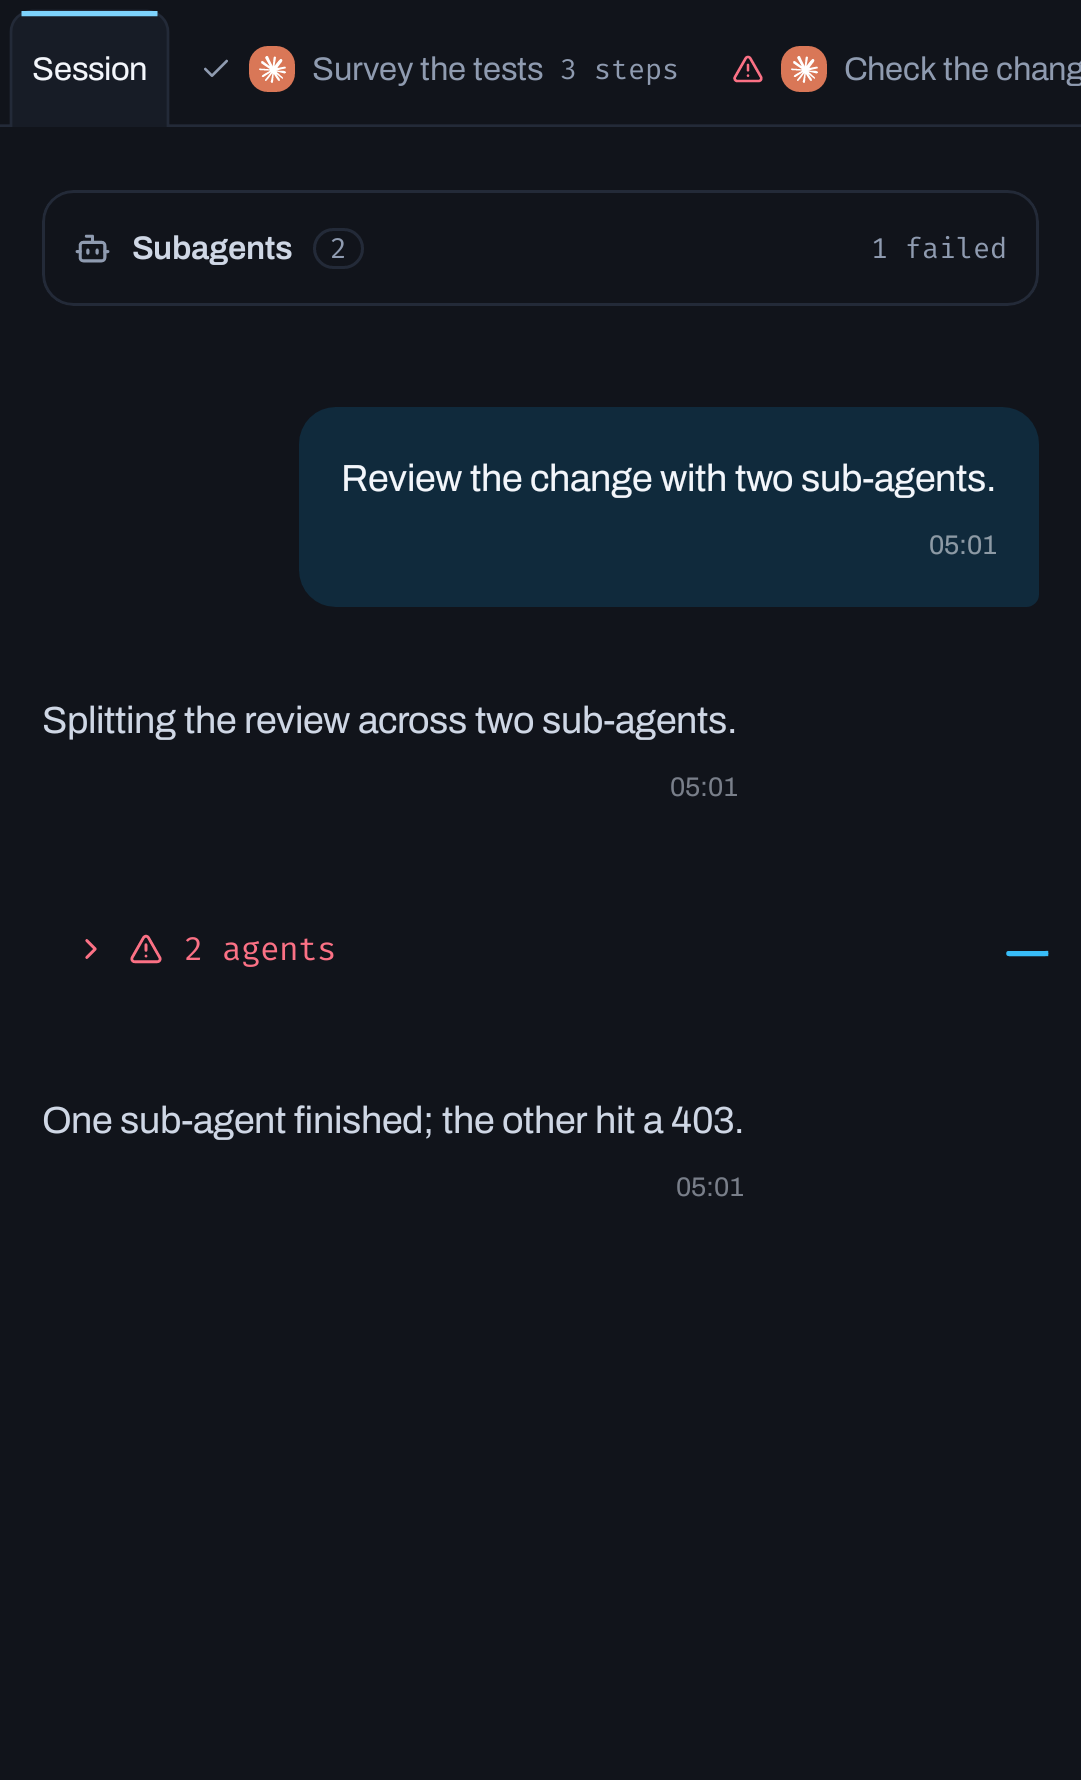 Session
Survey the tests 3 steps
Check the chang
Subagents 2
1 failed
Review the change with two sub-agents.
05:01
Splitting the review across two sub-agents.
05:01
2 agents
One sub-agent finished; the other hit a 403.
05:01